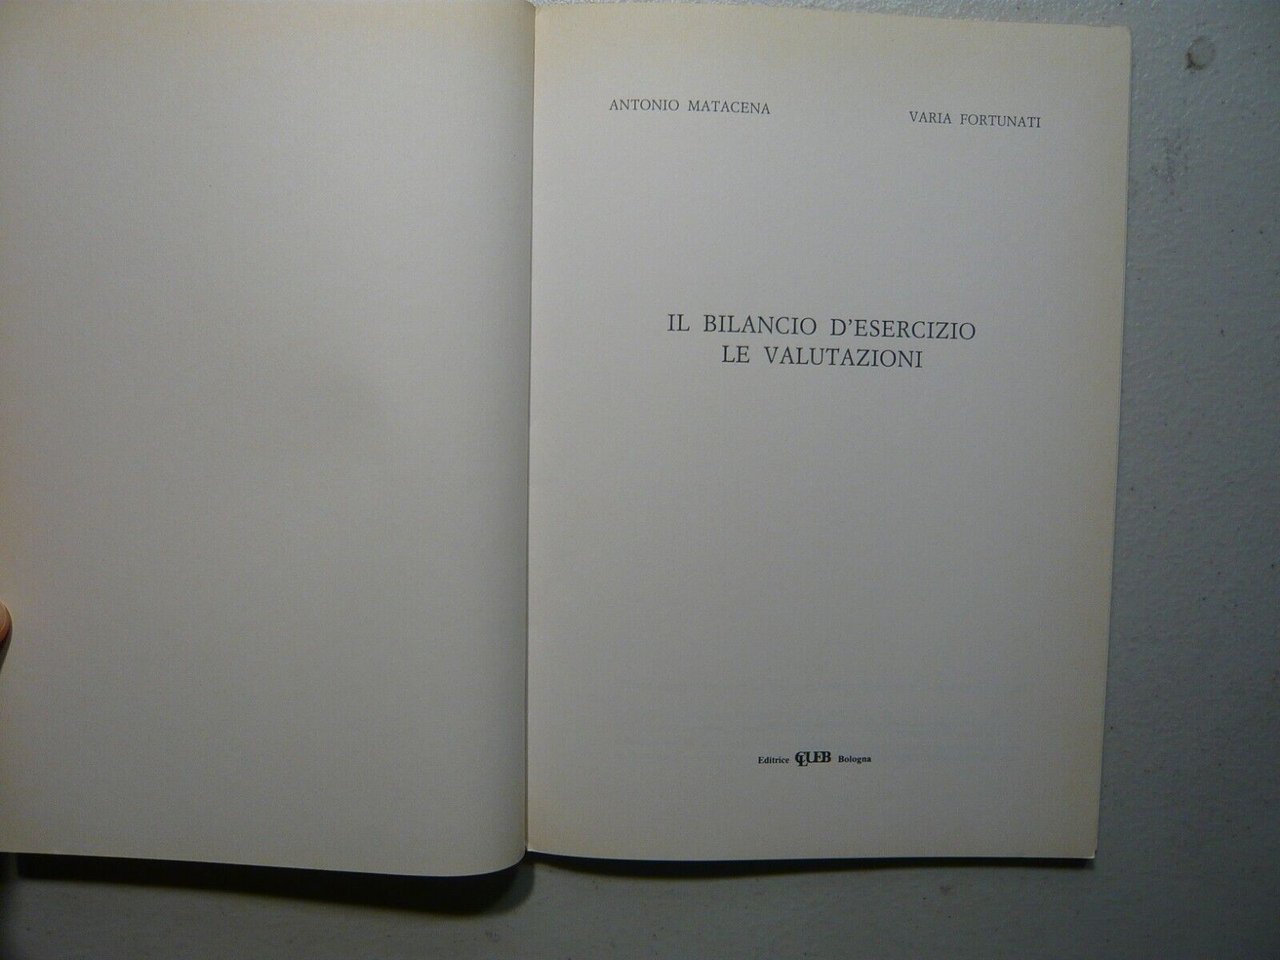 ANTONIO MATACENA VARIA FORTUNATI
IL BILANCIO D'ESERCIZIO
LE VALUTAZIONI
Editrice CLUEB Bologna